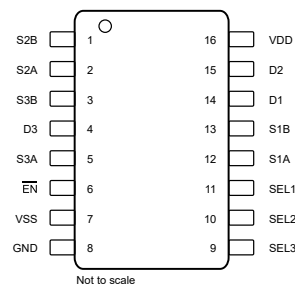 S2B 1 16 VDD
S2A 2 15 D2
S3B 3 14 D1
D3 4 13 S1B
S3A 5 12 S1A
E̅N̅ 6 11 SEL1
VSS 7 10 SEL2
GND 8 9 SEL3
Not to scale